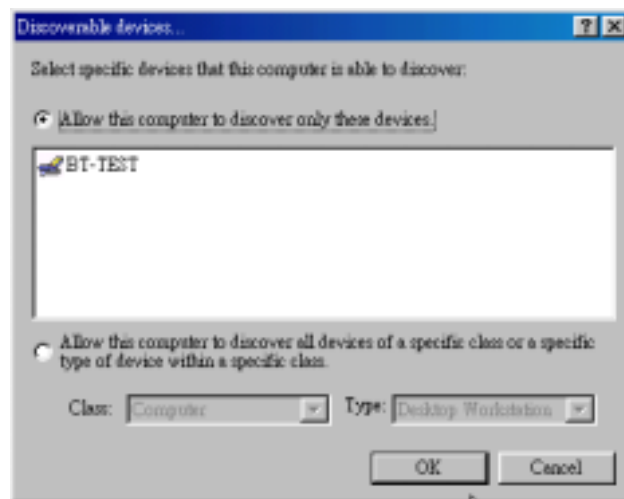 Discoverable devices...
Select specific devices that this computer is able to discover:
Allow this computer to discover only these devices.
BT-TEST
Allow this computer to discover all devices of a specific class or a specific
type of device within a specific class.
Class: Computer Type: Desktop Workstation
OK Cancel